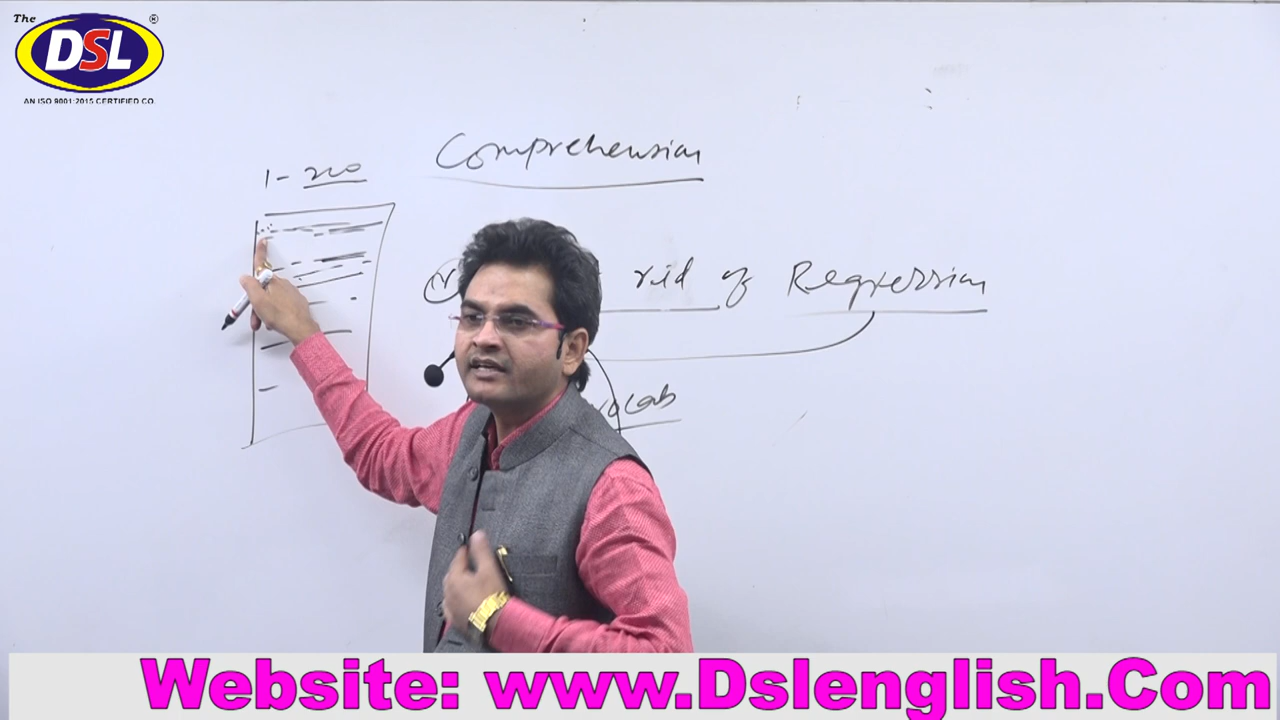 The
®
DSL
AN ISO 9001:2015 CERTIFIED CO.
Comprehension
1 - 200
rid of Regression
Website: www.Dslenglish.Com